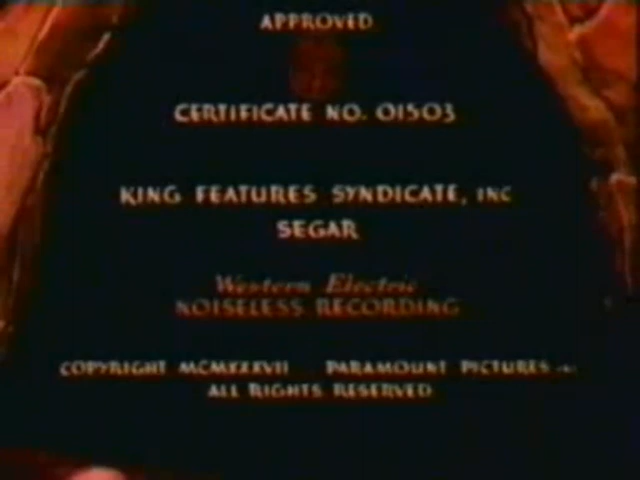 APPROVED
CERTIFICATE NO. 01503
KING FEATURES SYNDICATE, INC
SEGAR
Western Electric
NOISELESS RECORDING
COPYRIGHT MCMXXXVII PARAMOUNT PICTURES INC.
ALL RIGHTS RESERVED